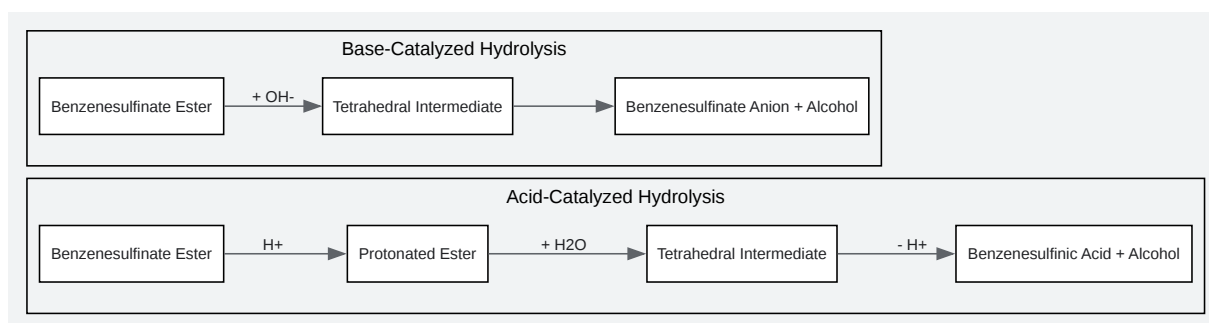 Base-Catalyzed Hydrolysis
Benzenesulfinate Ester
+ OH-
Tetrahedral Intermediate
Benzenesulfinate Anion + Alcohol
Acid-Catalyzed Hydrolysis
Benzenesulfinate Ester
H+
Protonated Ester
+ H2O
Tetrahedral Intermediate
- H+
Benzenesulfinic Acid + Alcohol